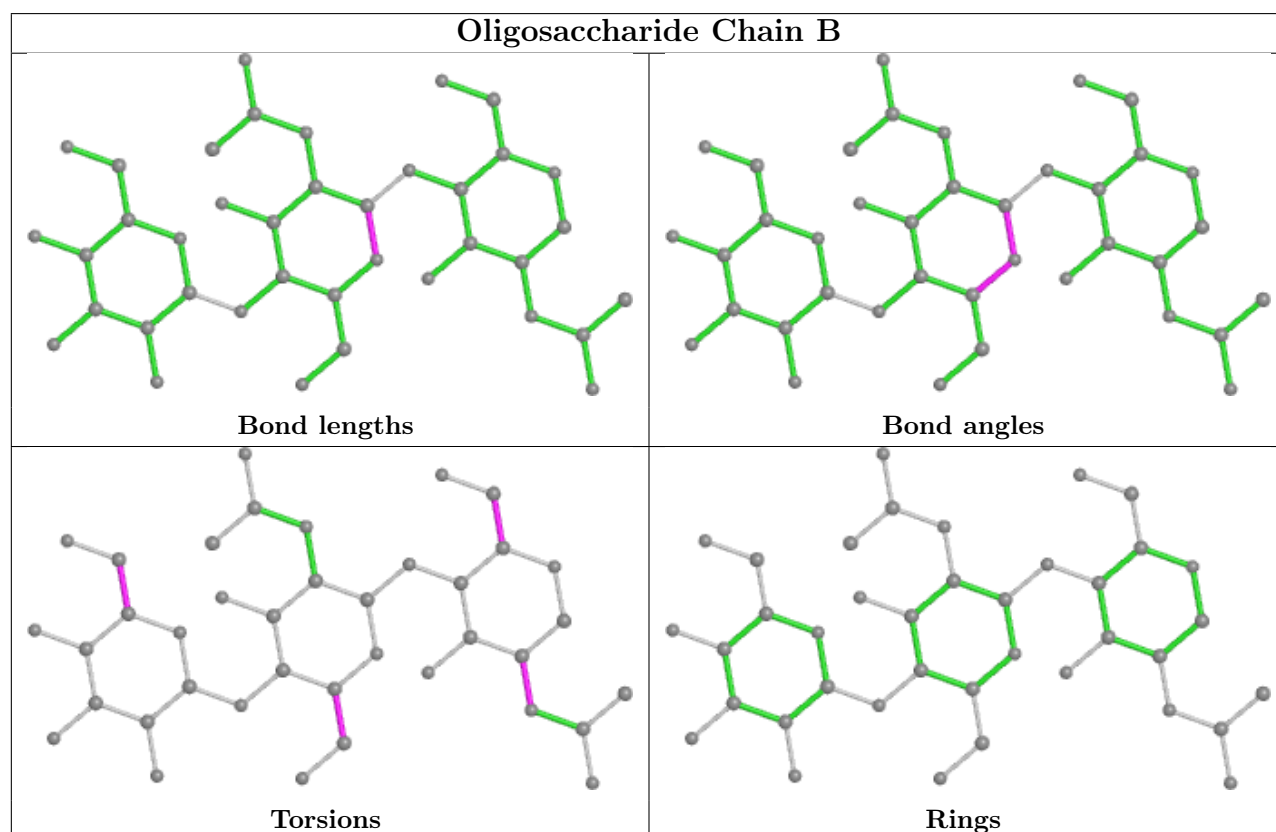 Oligosaccharide Chain B
Bond lengths
Bond angles
Torsions
Rings